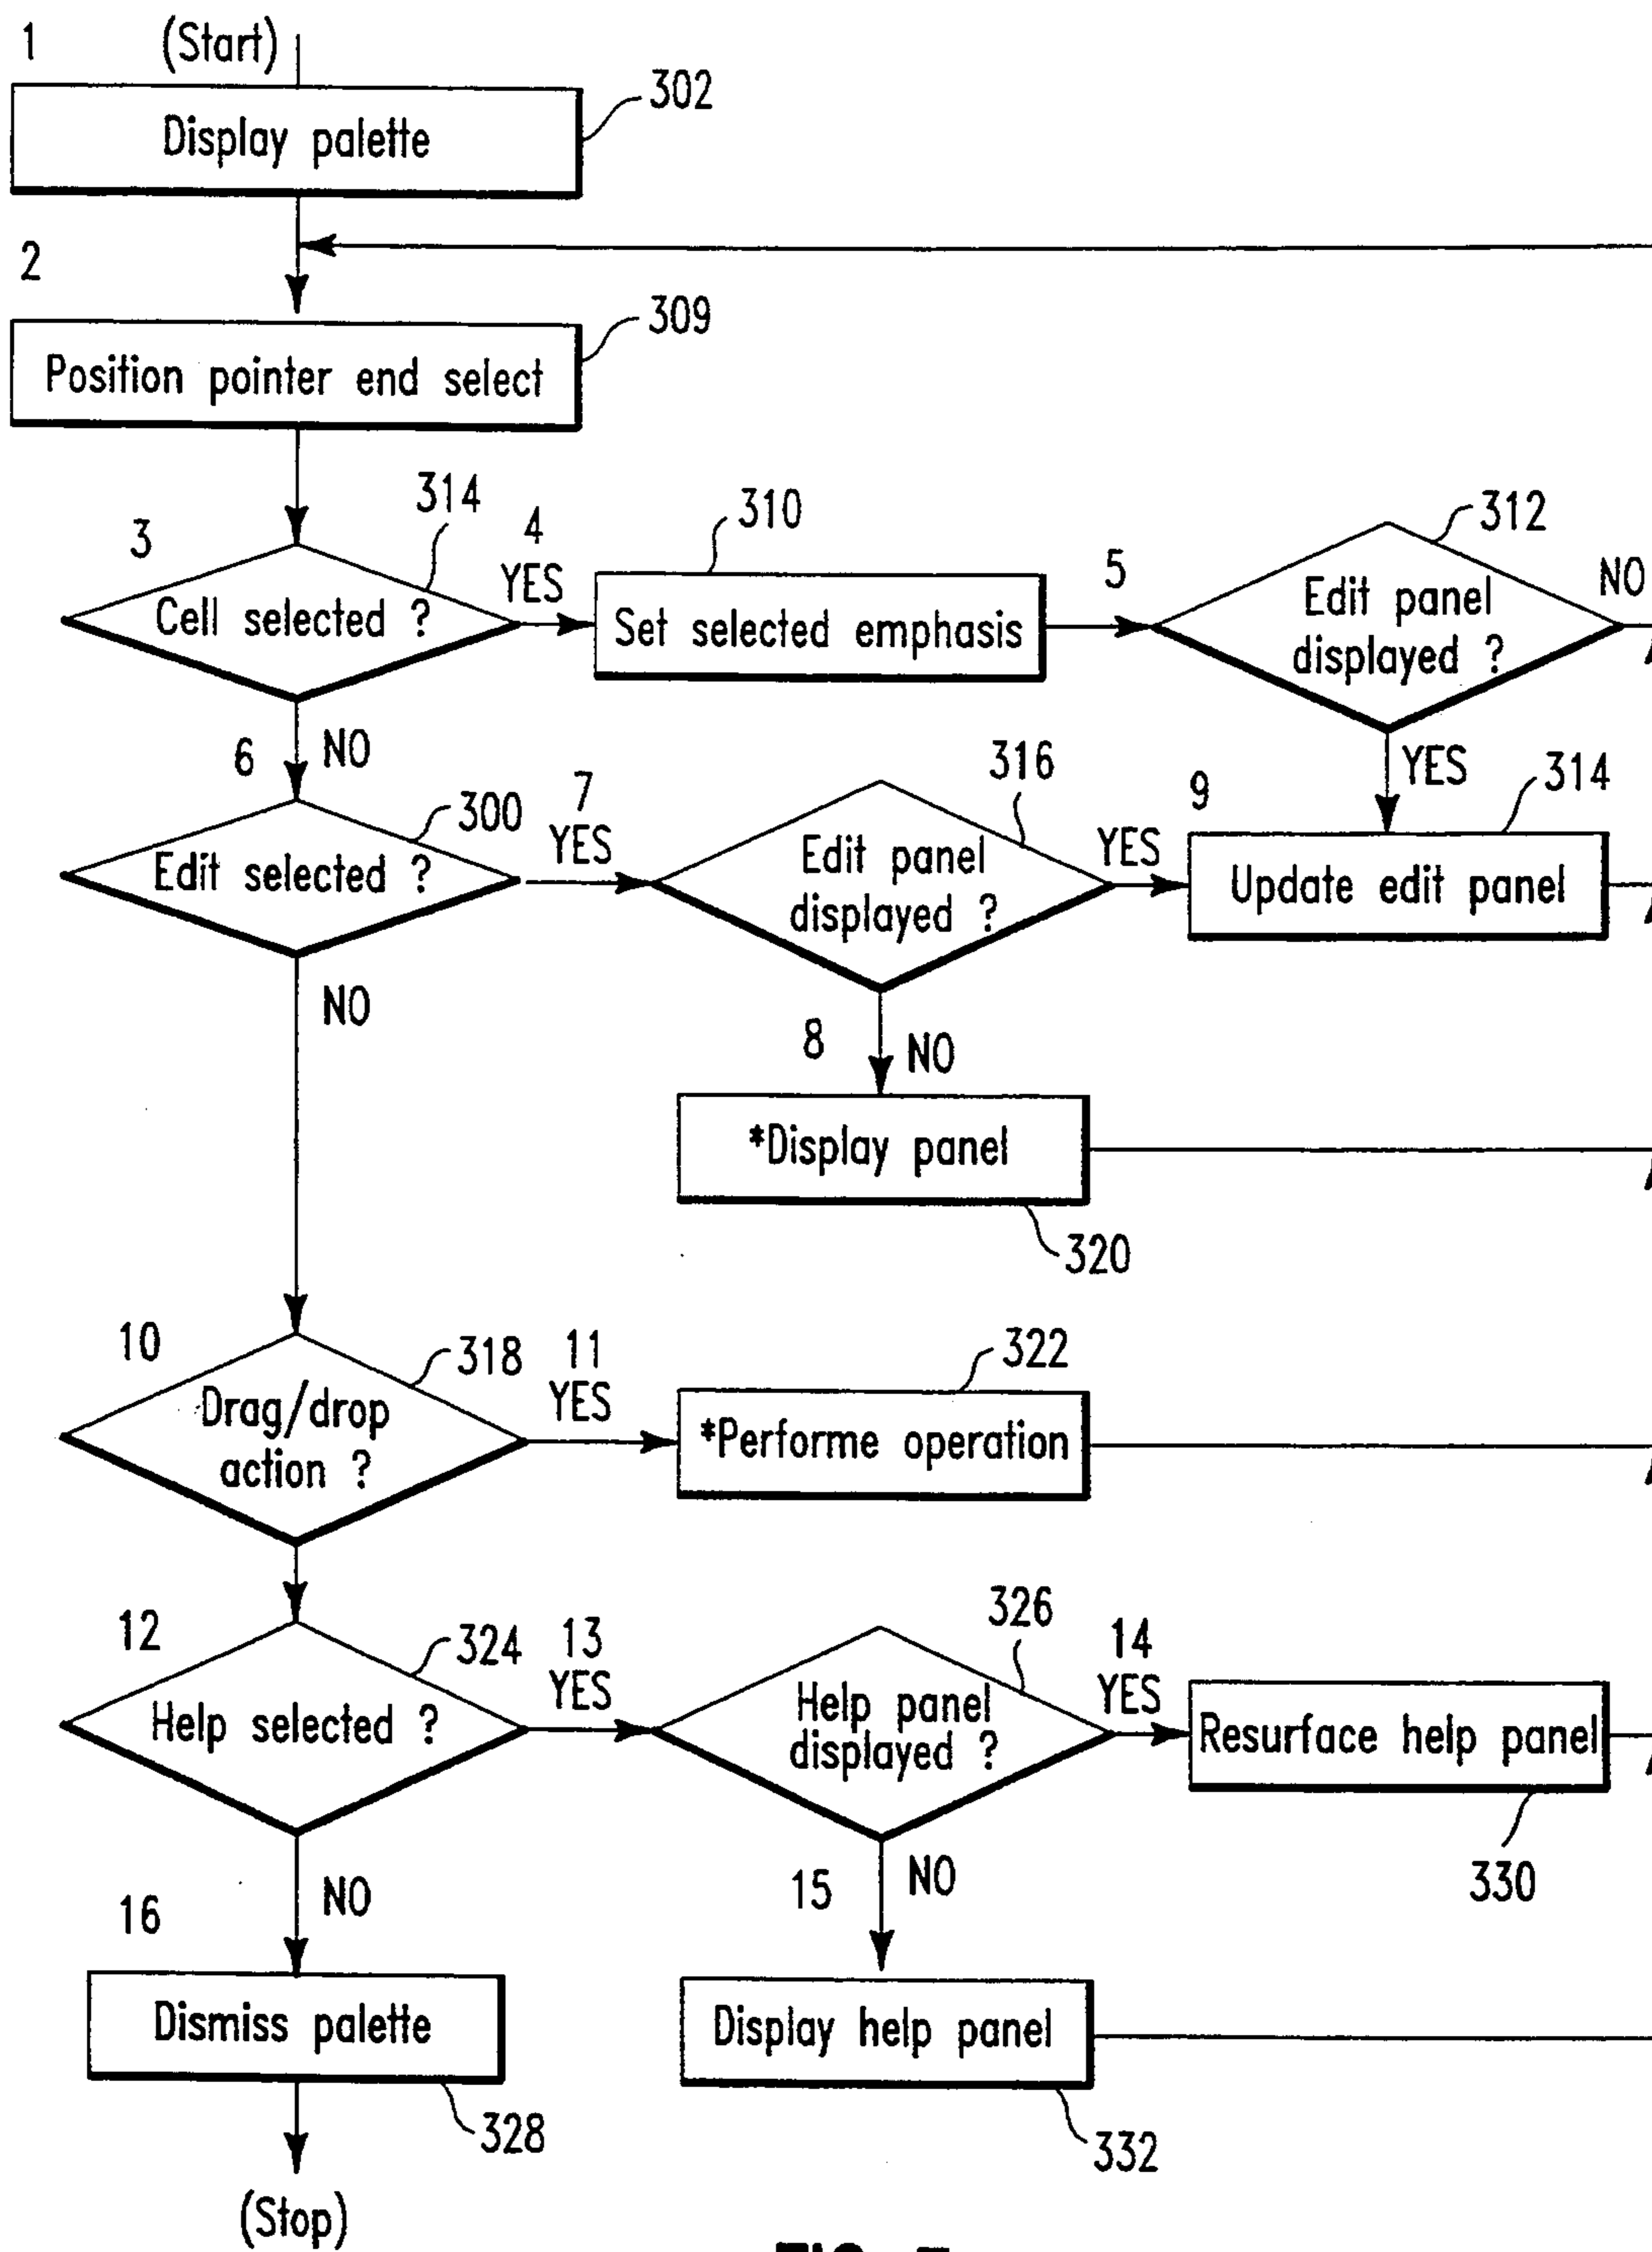 1 (Start)
302
Display palette
2
309
Position pointer end select
3
314
4
YES
310
5
312
NO
Cell selected ?
Set selected emphasis
Edit panel
displayed ?
6
NO
300
7
YES
316
YES
9
YES
314
Edit selected ?
Edit panel
displayed ?
Update edit panel
NO
8
NO
*Display panel
320
10
318
11
YES
322
Drag/drop
action ?
*Performe operation
12
324
13
YES
326
14
YES
Help selected ?
Help panel
displayed ?
Resurface help panel
330
NO
15
NO
16
Dismiss palette
Display help panel
328
332
(Stop)